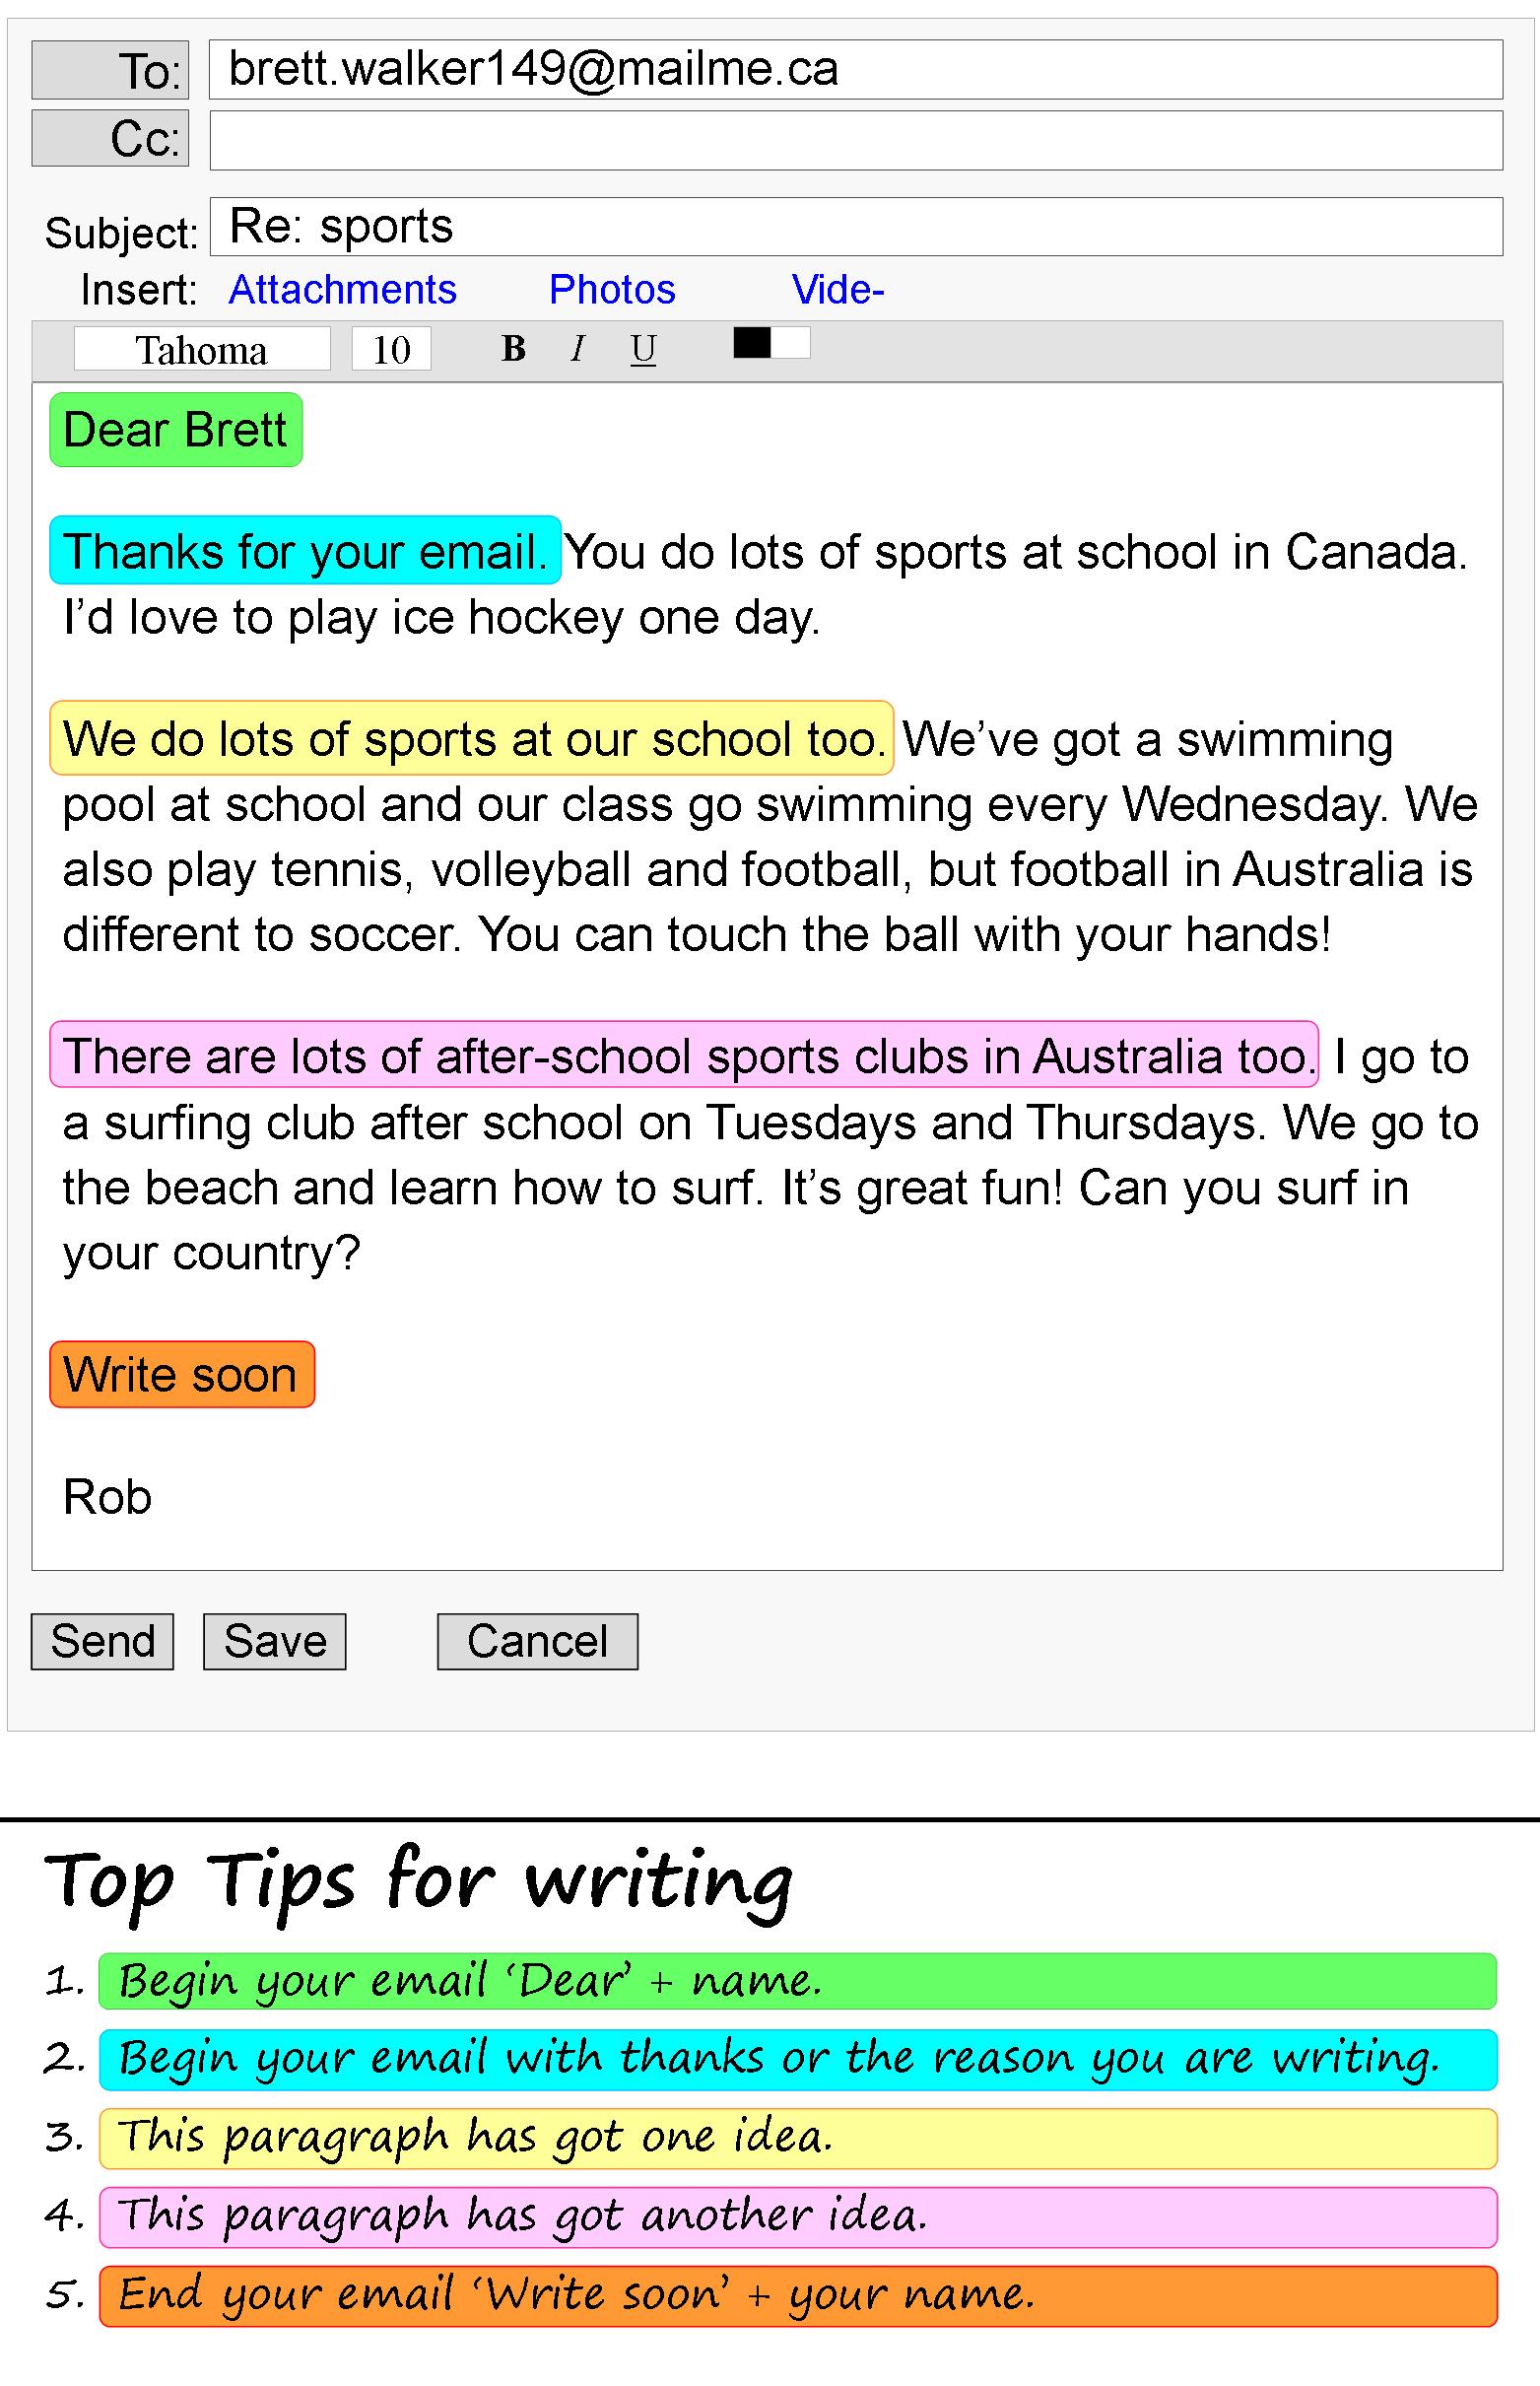 To: brett.walker149@mailme.ca
Cc:
Subject: Re: sports
Insert: Attachments Photos Vide-
Tahoma 10 B I U
Dear Brett
Thanks for your email. You do lots of sports at school in Canada.
I’d love to play ice hockey one day.
We do lots of sports at our school too. We’ve got a swimming
pool at school and our class go swimming every Wednesday. We
also play tennis, volleyball and football, but football in Australia is
different to soccer. You can touch the ball with your hands!
There are lots of after-school sports clubs in Australia too. I go to
a surfing club after school on Tuesdays and Thursdays. We go to
the beach and learn how to surf. It’s great fun! Can you surf in
your country?
Write soon
Rob
Send Save Cancel
Top Tips for writing
1. Begin your email ‘Dear’ + name.
2. Begin your email with thanks or the reason you are writing.
3. This paragraph has got one idea.
4. This paragraph has got another idea.
5. End your email ‘Write soon’ + your name.